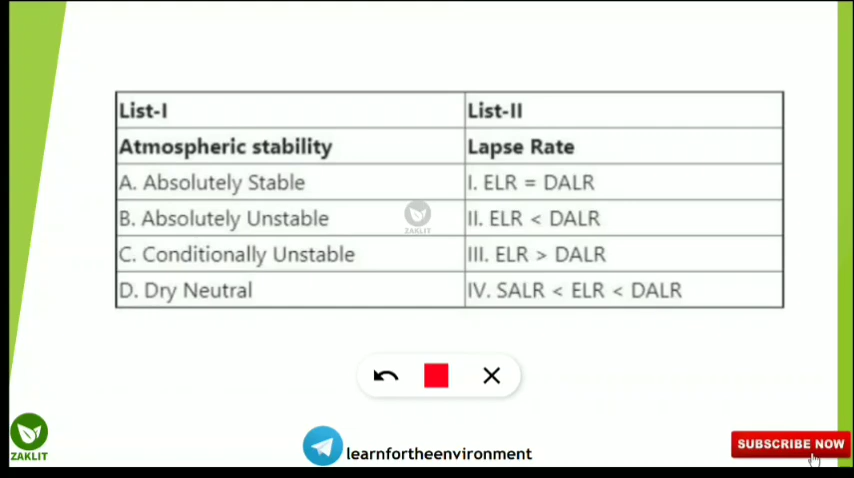 List-I List-II
Atmospheric stability Lapse Rate
A. Absolutely Stable I. ELR = DALR
B. Absolutely Unstable II. ELR < DALR
ZAKLIT
C. Conditionally Unstable III. ELR > DALR
D. Dry Neutral IV. SALR < ELR < DALR
ZAKLIT
learnfortheenvironment
SUBSCRIBE NOW